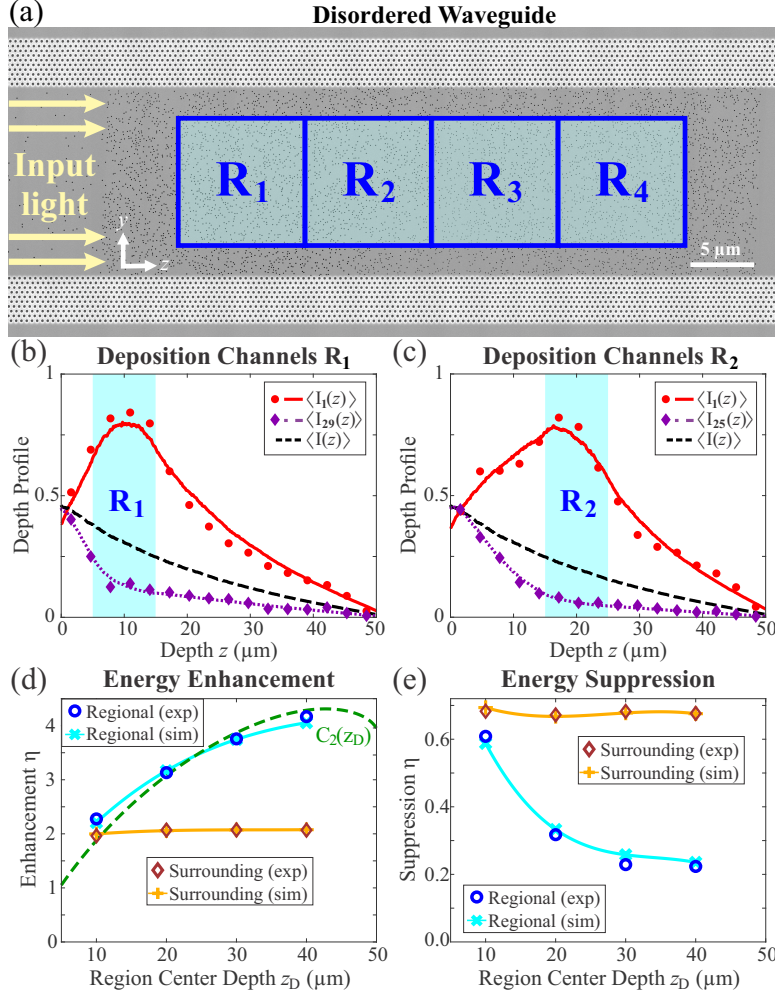 (a)
Disordered Waveguide
Input
light
y
z
R1
R2
R3
R4
5 µm
(b)
Deposition Channels R1
Depth Profile
1
0.5
0
⟨I1(z)⟩
⟨I29(z)⟩
⟨I(z)⟩
R1
0 10 20 30 40 50
Depth z (µm)
(c)
Deposition Channels R2
Depth Profile
1
0.5
0
⟨I1(z)⟩
⟨I25(z)⟩
⟨I(z)⟩
R2
0 10 20 30 40 50
Depth z (µm)
(d)
Energy Enhancement
Enhancement η
4
3
2
1
0
Regional (exp)
Regional (sim)
C2(zD)
Surrounding (exp)
Surrounding (sim)
10 20 30 40 50
Region Center Depth zD (µm)
(e)
Energy Suppression
Suppression η
0.6
0.4
0.2
0.0
Surrounding (exp)
Surrounding (sim)
Regional (exp)
Regional (sim)
10 20 30 40 50
Region Center Depth zD (µm)